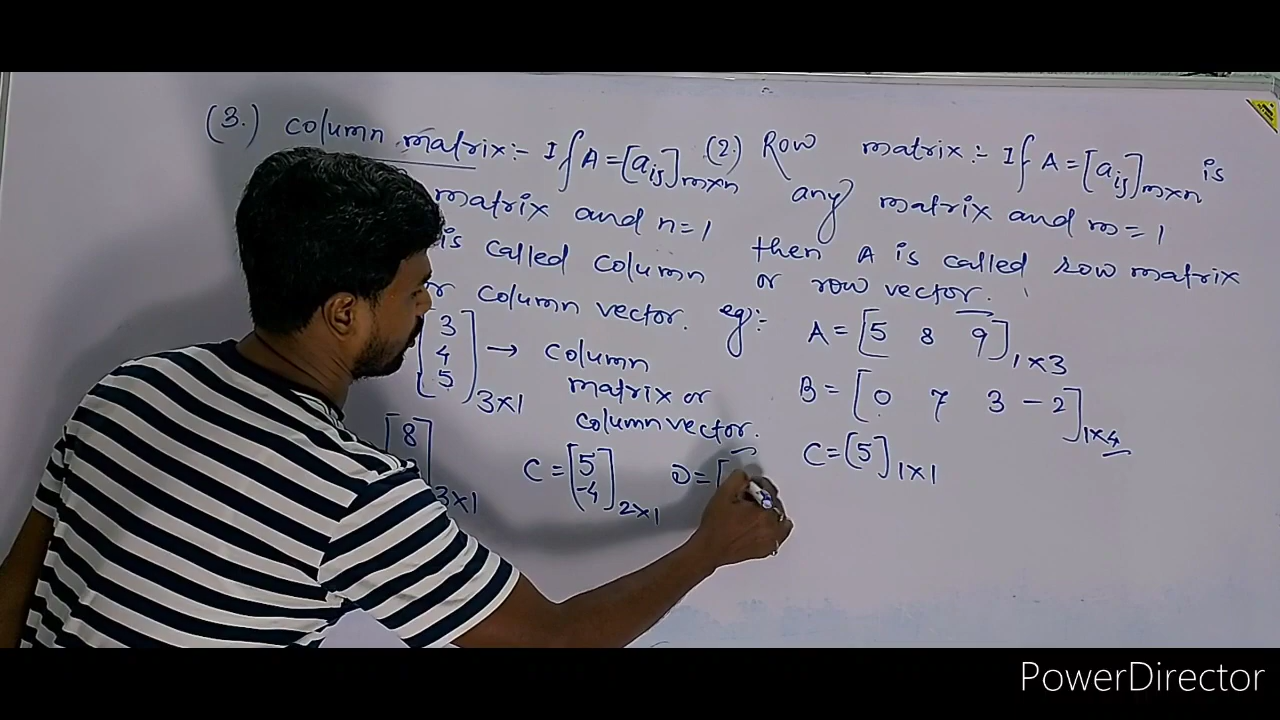 (3.) Column matrix:- If A=[aij]m×n
matrix and n=1
is called column
or column vector.
[3 4 5]3×1 → column
matrix or
column vector.
[8 3×1
C=[5 -4]2×1 D=[
(2.) Row matrix:- If A=[aij]m×n is
any matrix and m=1
then A is called row matrix
or row vector.
eg:- A=[5 8 9]1×3
B=[0 7 3 -2]1×4
C=[5]1×1
PowerDirector